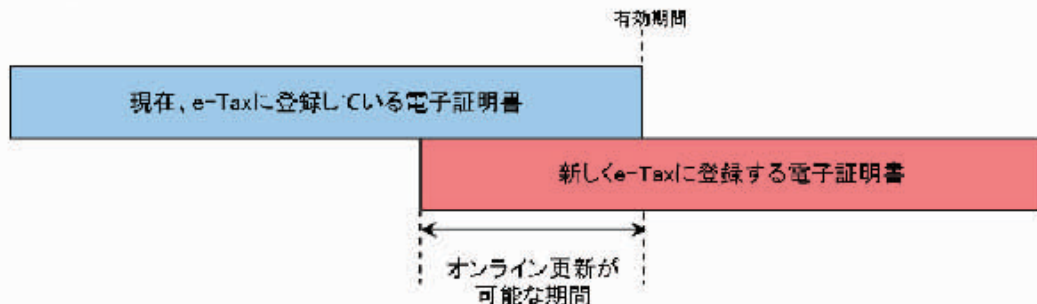 有効期間
現在、e-Taxに登録している電子証明書
新しくe-Taxに登録する電子証明書
オンライン更新が
可能な期間